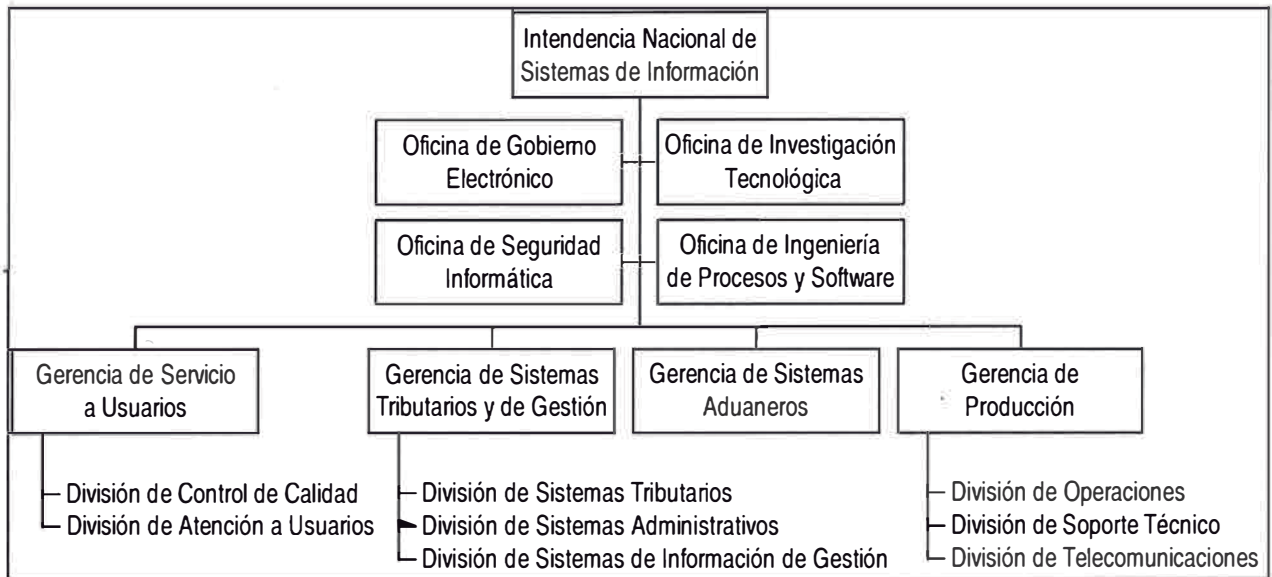 Intendencia Nacional de
Sistemas de Información
Oficina de Gobierno
Electrónico
Oficina de Investigación
Tecnológica
Oficina de Seguridad
Informática
Oficina de Ingeniería
de Procesos y Software
Gerencia de Servicio
a Usuarios
Gerencia de Sistemas
Tributarios y de Gestión
Gerencia de Sistemas
Aduaneros
Gerencia de
Producción
División de Control de Calidad
División de Atención a Usuarios
División de Sistemas Tributarios
División de Sistemas Administrativos
División de Sistemas de Información de Gestión
División de Operaciones
División de Soporte Técnico
División de Telecomunicaciones